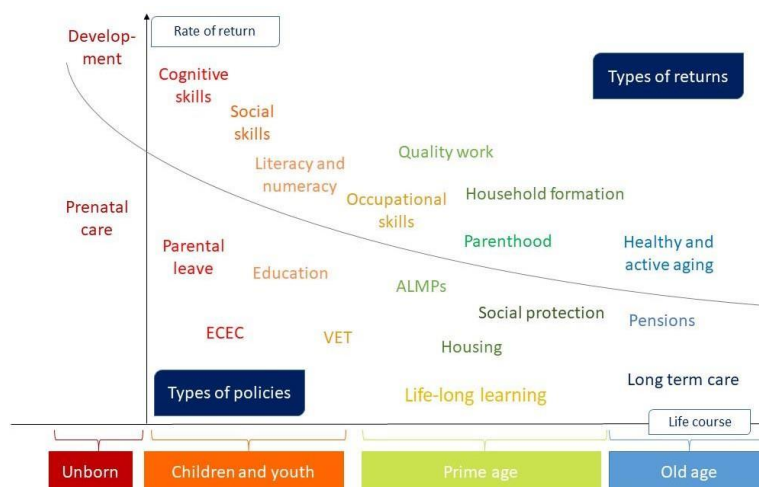 Develop-
ment
Rate of return
Types of returns
Cognitive
skills
Social
skills
Quality work
Literacy and
numeracy
Occupational
skills
Household formation
Prenatal
care
Parental
leave
Education
Parenthood
Healthy and
active aging
ALMPs
Social protection
Pensions
ECEC
VET
Housing
Types of policies
Life-long learning
Long term care
Life course
Unborn
Children and youth
Prime age
Old age